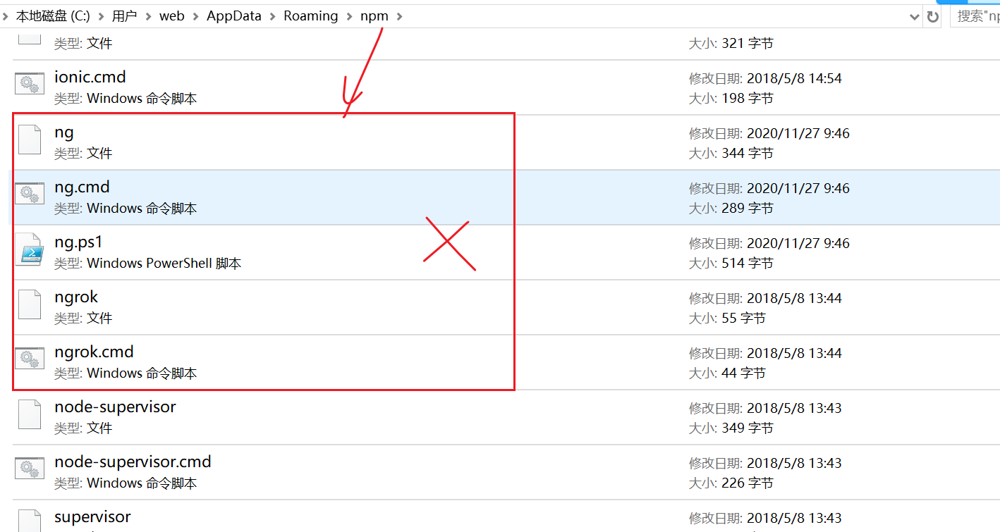 本地磁盘 (C:) 用户 web AppData Roaming npm 搜索"np
类型: 文件 大小: 321 字节
ionic.cmd 修改日期: 2018/5/8 14:54
类型: Windows 命令脚本 大小: 198 字节
ng 修改日期: 2020/11/27 9:46
类型: 文件 大小: 344 字节
ng.cmd 修改日期: 2020/11/27 9:46
类型: Windows 命令脚本 大小: 289 字节
ng.ps1 修改日期: 2020/11/27 9:46
类型: Windows PowerShell 脚本 大小: 514 字节
ngrok 修改日期: 2018/5/8 13:44
类型: 文件 大小: 55 字节
ngrok.cmd 修改日期: 2018/5/8 13:44
类型: Windows 命令脚本 大小: 44 字节
node-supervisor 修改日期: 2018/5/8 13:43
类型: 文件 大小: 349 字节
node-supervisor.cmd 修改日期: 2018/5/8 13:43
类型: Windows 命令脚本 大小: 226 字节
supervisor 修改日期: 2018/5/8 13:43